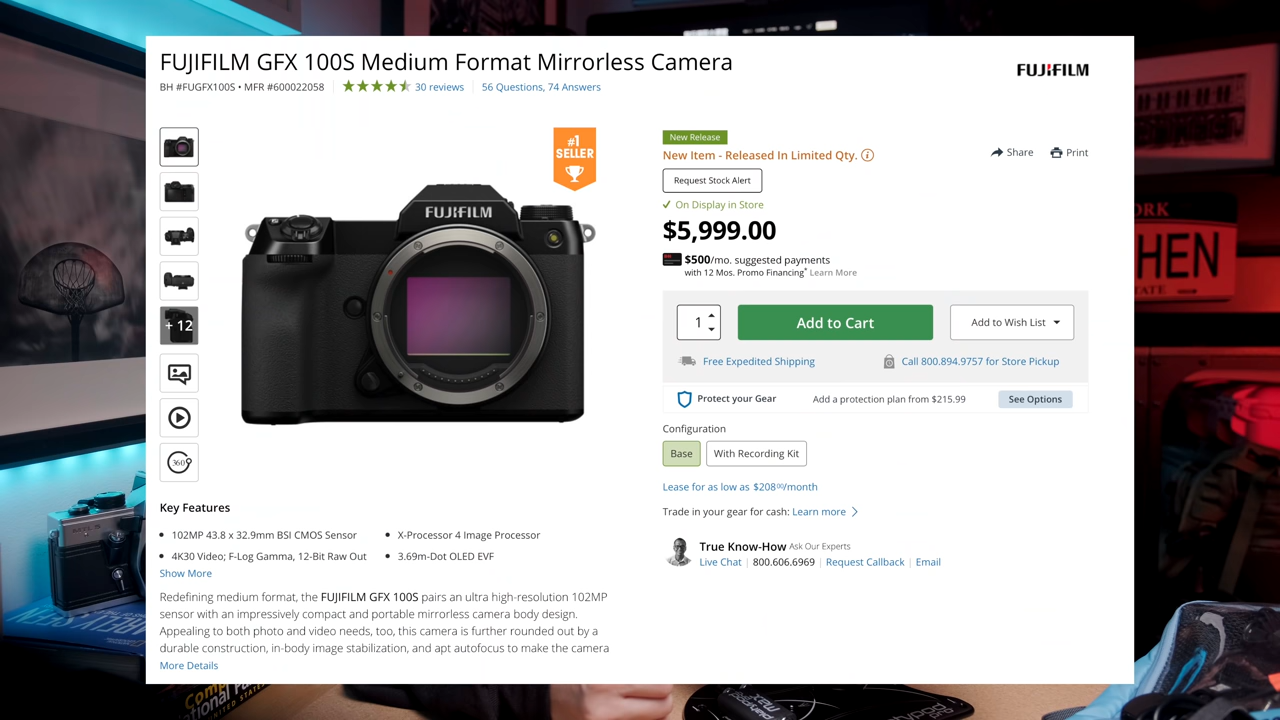 FUJIFILM GFX 100S Medium Format Mirrorless Camera
BH #FUGFX100S • MFR #600022058
30 reviews
56 Questions, 74 Answers
FUJIFILM
#1
SELLER
FUJIFILM
+ 12
360
New Release
New Item - Released In Limited Qty.
Share
Print
Request Stock Alert
On Display in Store
$5,999.00
$500/mo. suggested payments
with 12 Mos. Promo Financing* Learn More
1
Add to Cart
Add to Wish List
Free Expedited Shipping
Call 800.894.9757 for Store Pickup
Protect your Gear
Add a protection plan from $215.99
See Options
Configuration
Base
With Recording Kit
Lease for as low as $208⁰⁰/month
Trade in your gear for cash: Learn more
True Know-How Ask Our Experts
Live Chat | 800.606.6969 | Request Callback | Email
Key Features
• 102MP 43.8 x 32.9mm BSI CMOS Sensor
• X-Processor 4 Image Processor
• 4K30 Video; F-Log Gamma, 12-Bit Raw Out
• 3.69m-Dot OLED EVF
Show More
Redefining medium format, the FUJIFILM GFX 100S pairs an ultra high-resolution 102MP
sensor with an impressively compact and portable mirrorless camera body design.
Appealing to both photo and video needs, too, this camera is further rounded out by a
durable construction, in-body image stabilization, and apt autofocus to make the camera
More Details